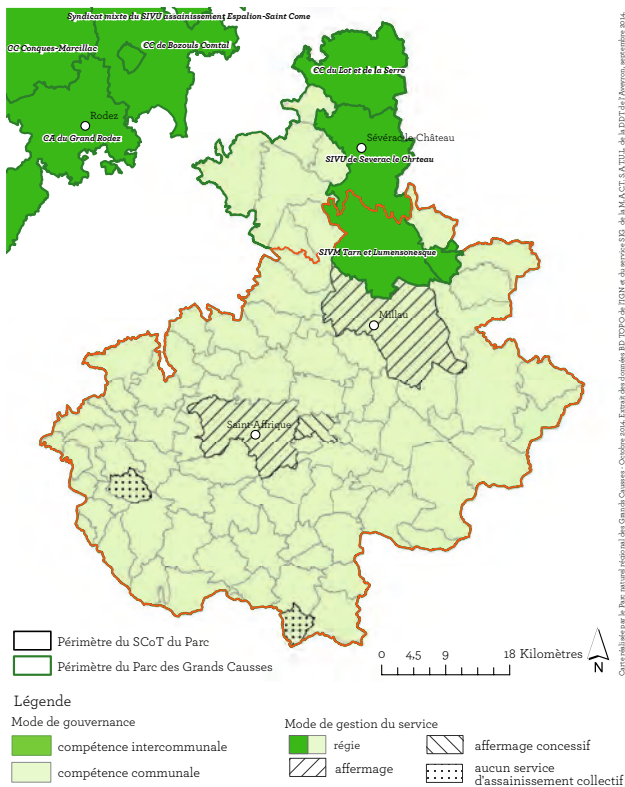 Syndicat mixte du SIVU assainissement Espalion-Saint Come
CC Conques-Marcillac
CC de Bozouls Comtal
CC du Lot et de la Serre
Rodez
CA du Grand Rodez
Sévérac le Château
SIVU de Severac le Chrteau
SIVM Tarn et Lumensonesque
Millau
Saint-Affrique
Périmètre du SCoT du Parc
Périmètre du Parc des Grands Causses
0 4,5 9 18 Kilomètres
N
Légende
Mode de gouvernance
compétence intercommunale
compétence communale
Mode de gestion du service
régie
affermage
affermage concessif
aucun service
d'assainissement collectif
Carte réalisée par le Parc naturel régional des Grands Causses - Octobre 2014. Extrait des données BD TOPO de l'IGN et du service SIG de la M.A.C.T. S.A.T.U.L de la DDT de l'Aveyron, septembre 2014.